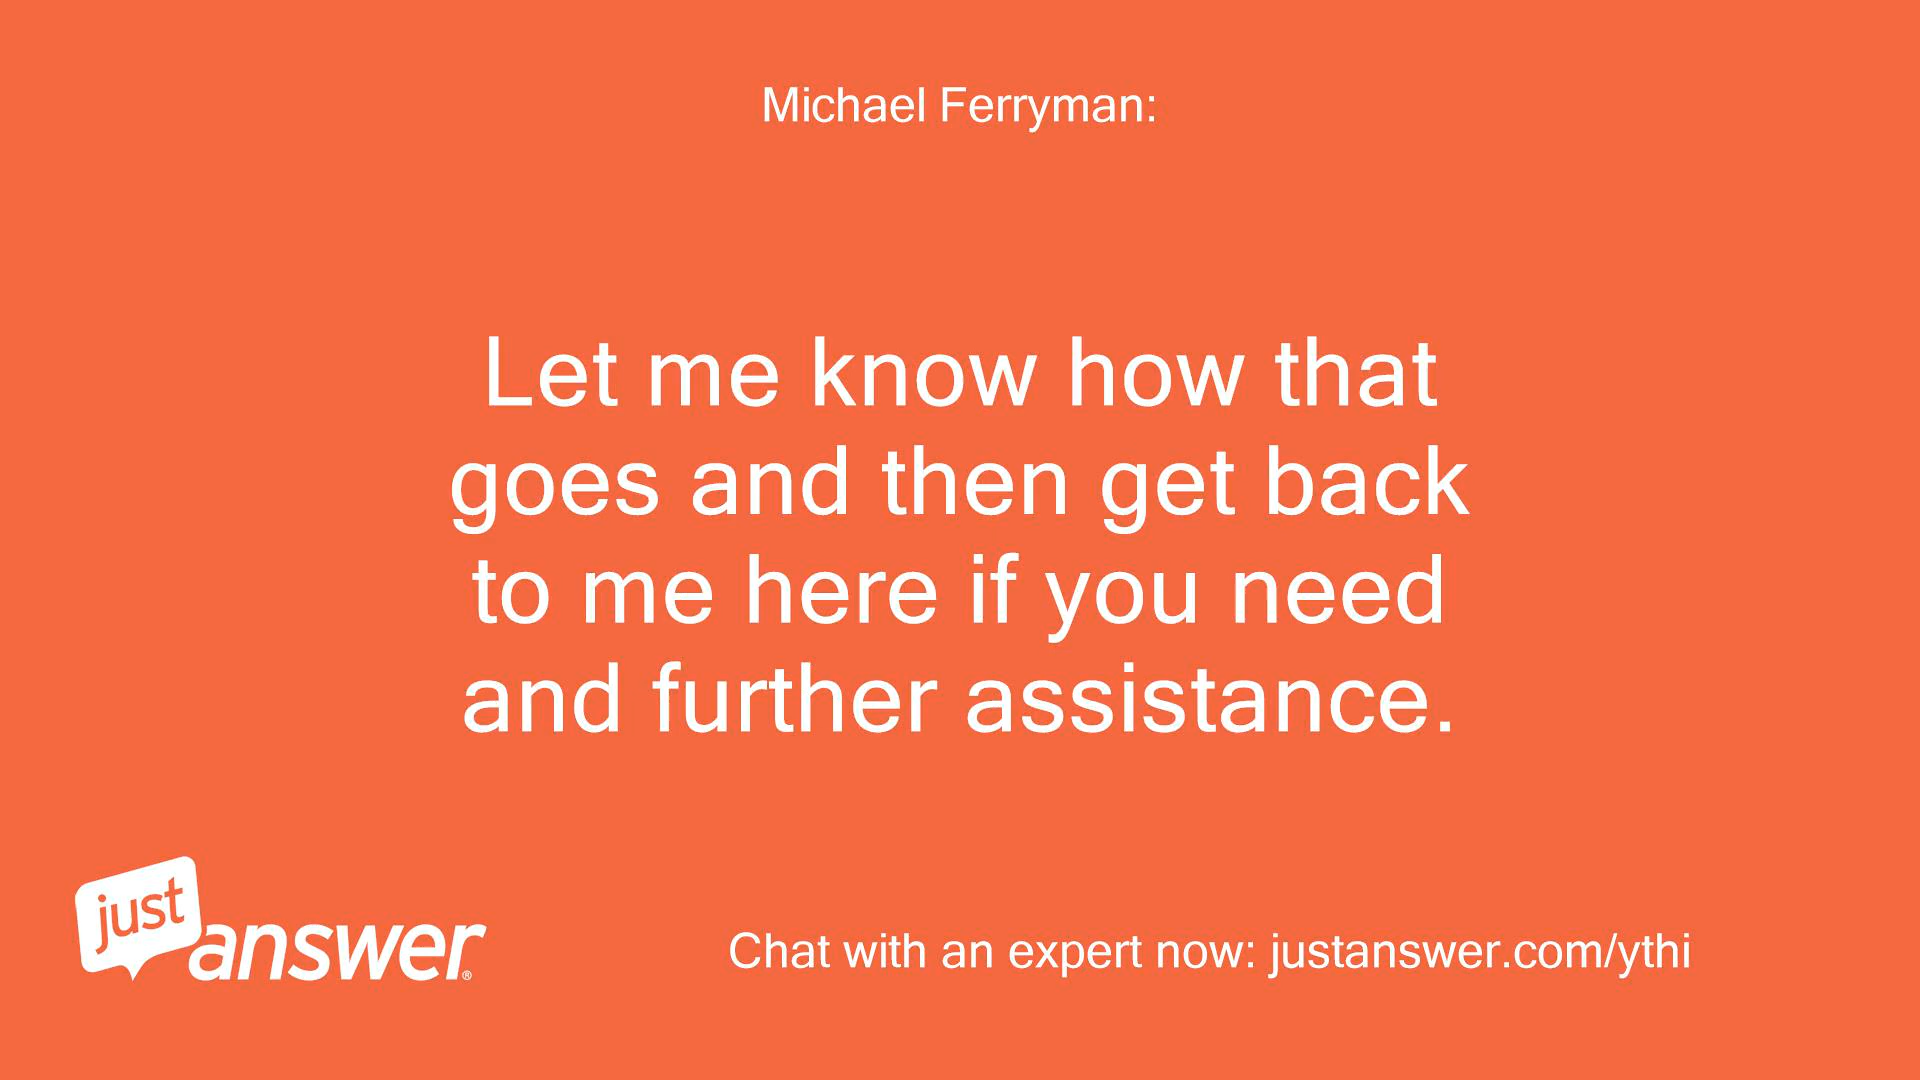 Michael Ferryman:
Let me know how that
goes and then get back
to me here if you need
and further assistance.
just
answer®
Chat with an expert now: justanswer.com/ythi